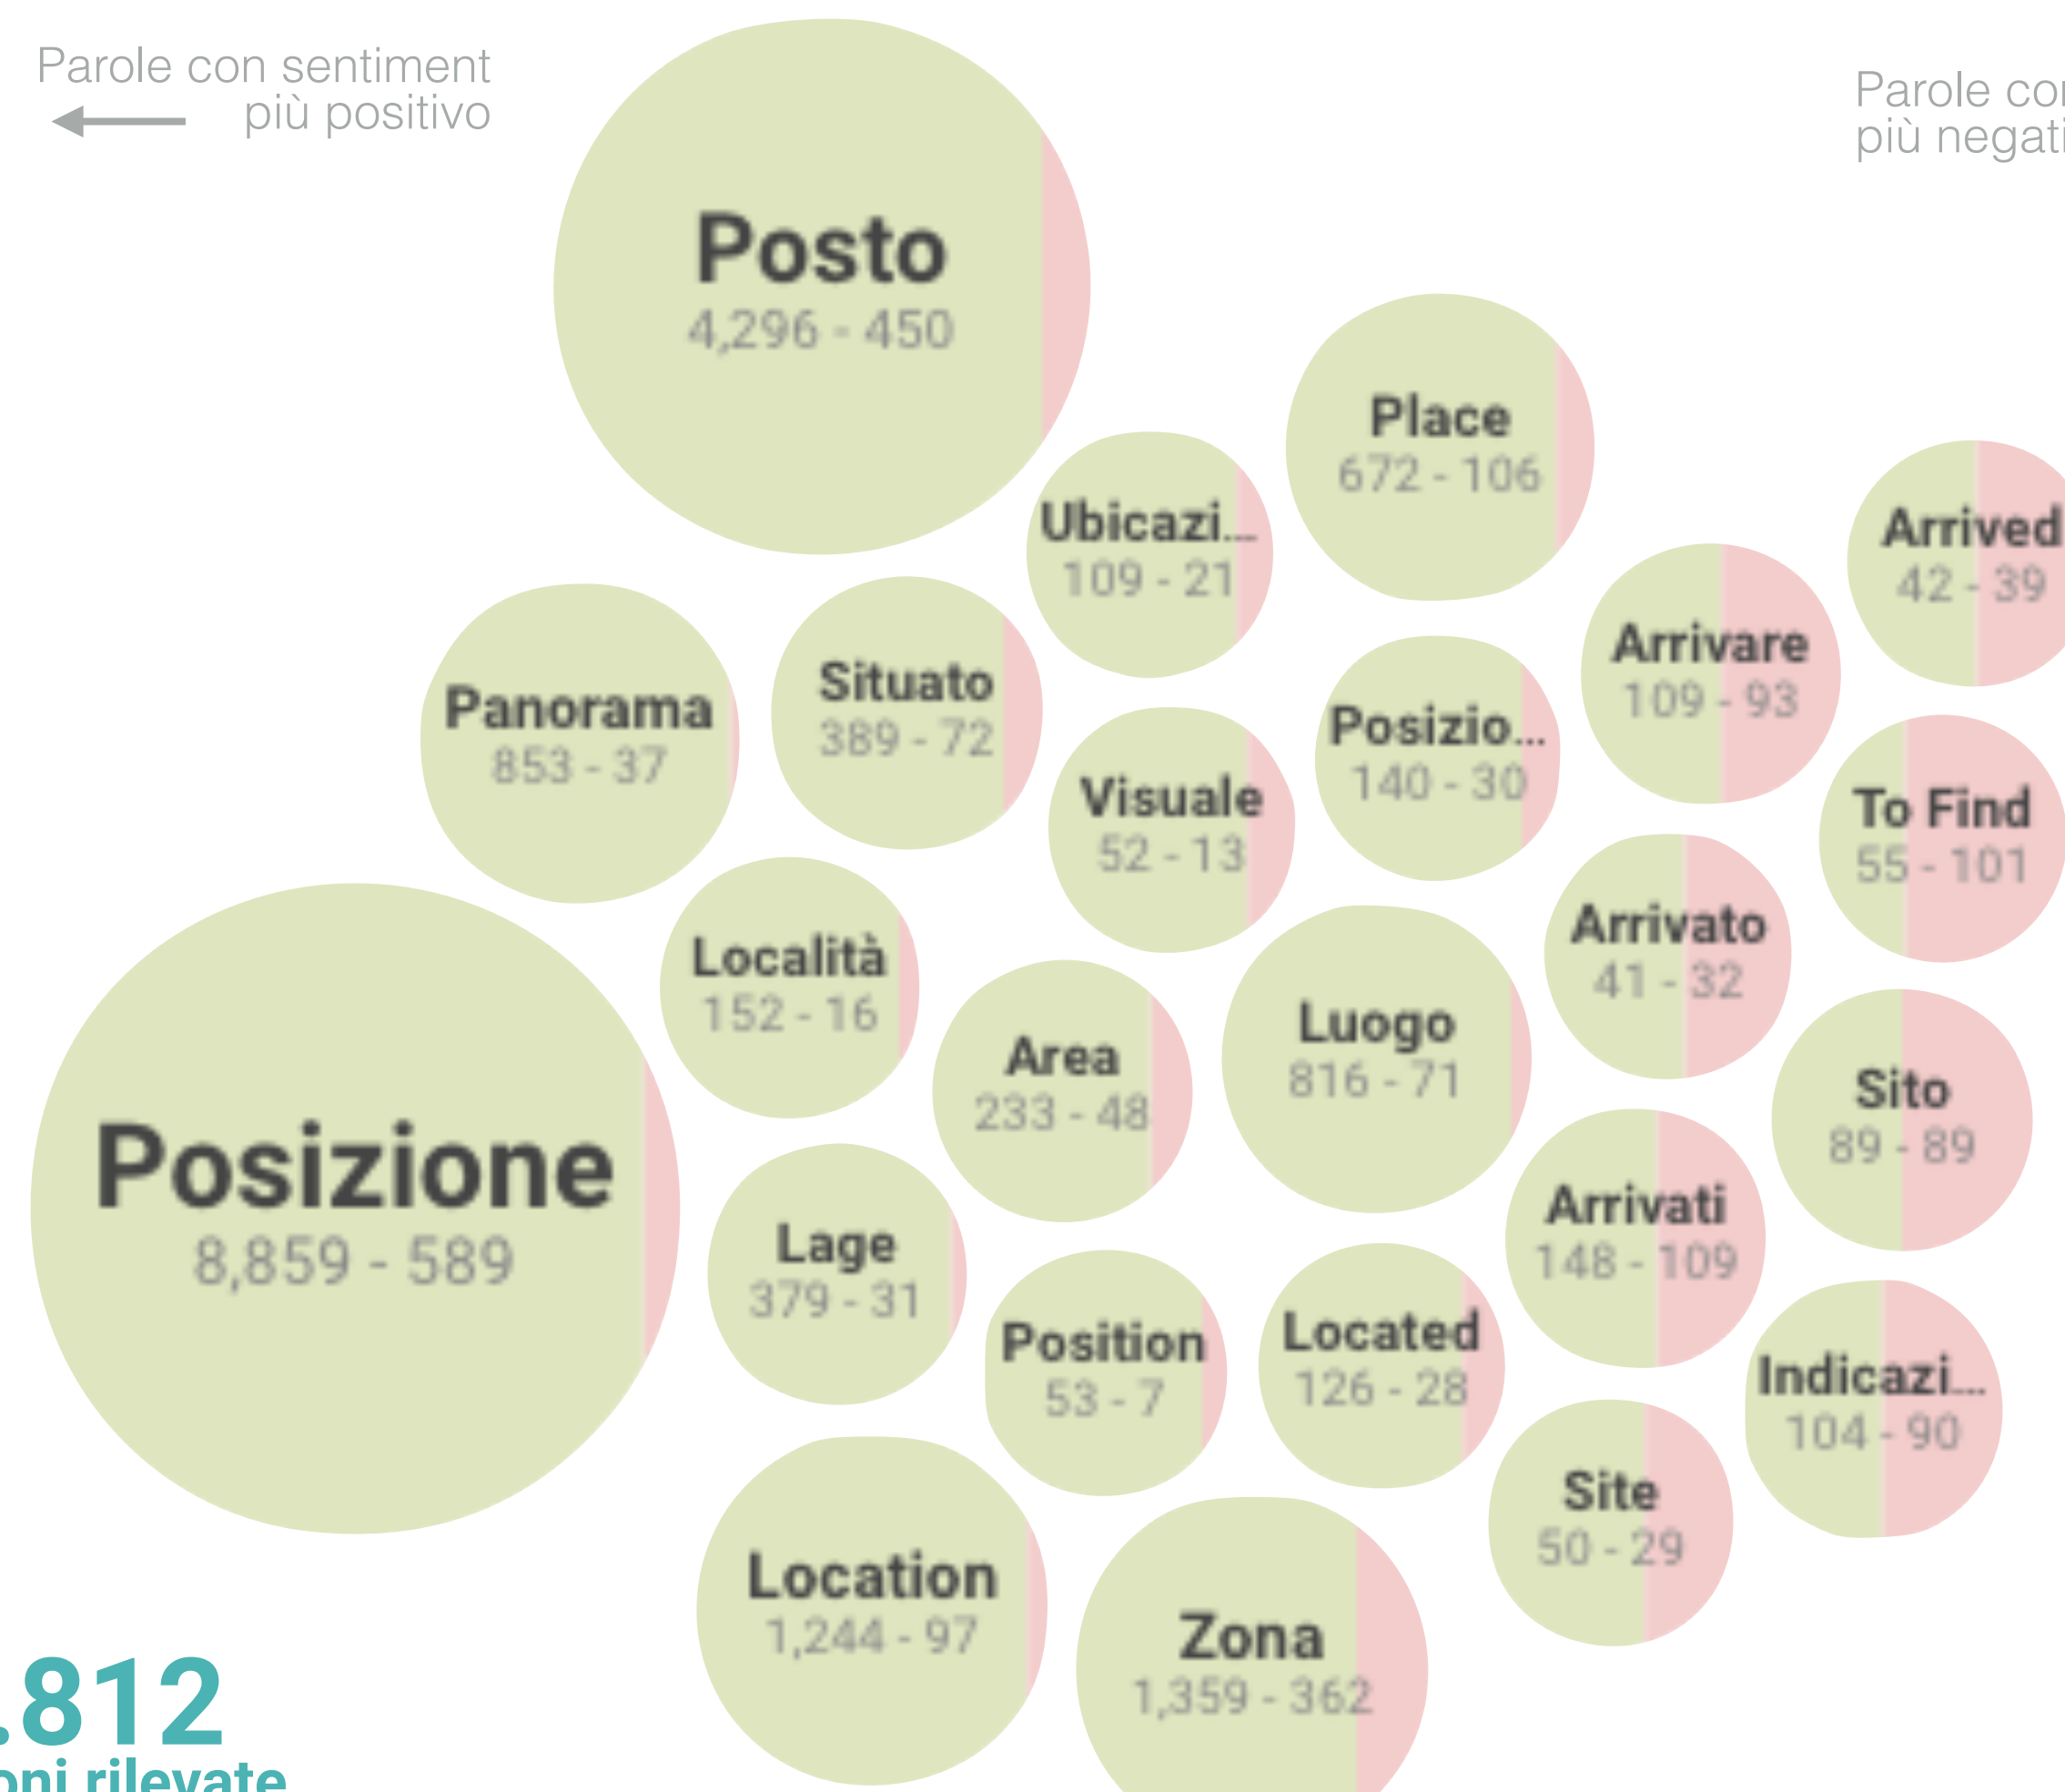 Parole con sentiment
più positivo
più negati
Posto
4,296 - 450
Place
672 - 106
Ubicazi...
109 - 21
Arrived
42 - 39
Arrivare
109 - 93
Panorama
853 - 37
Situato
389 - 72
Posizio...
140 - 30
Visuale
52 - 13
To Find
55 - 101
Località
152 - 16
Arrivato
41 - 32
Area
233 - 48
Luogo
816 - 71
Sito
89 - 89
Posizione
8,859 - 589
Lage
379 - 31
Arrivati
148 - 109
Position
53 - 7
Located
126 - 28
Indicazi...
104 - 90
Site
50 - 29
Location
1,244 - 97
Zona
1,359 - 362
.812
oni rilevate